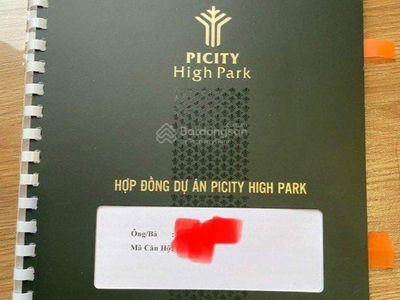 PICITY
High Park
Batdongsan
HỢP ĐỒNG DỰ ÁN PICITY HIGH PARK
Ông/Bà :
Mã Căn Hộ: